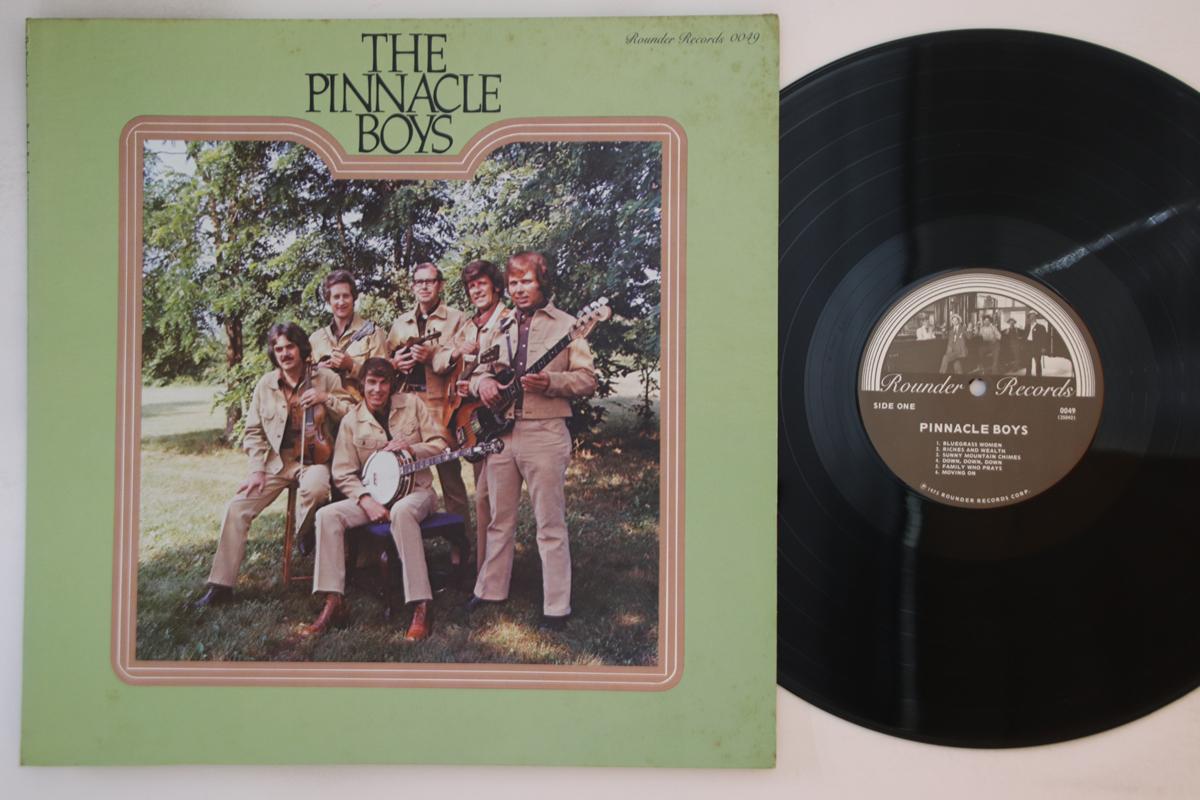 Rounder Records 0049
THE
PINNACLE
BOYS
Rounder Records
SIDE ONE
0049
PINNACLE BOYS
1. BLUEGRASS WOMEN
2. RICHES AND WEALTH
3. SUNNY MOUNTAIN CHIMES
4. DOWN, DOWN, DOWN
5. FAMILY WHO PRAYS
6. MOVING ON
℗ 1975 ROUNDER RECORDS CORP.